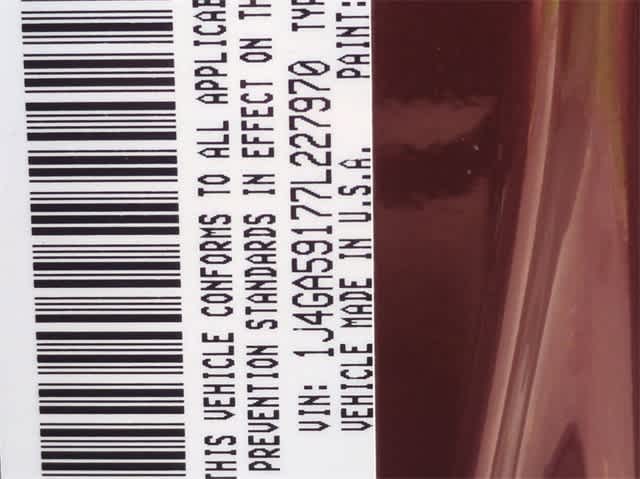 THIS VEHICLE CONFORMS TO ALL APPLICAB
PREVENTION STANDARDS IN EFFECT ON TH
VIN: 1J4GA59177L227970 TYP
VEHICLE MADE IN U.S.A. PAINT: